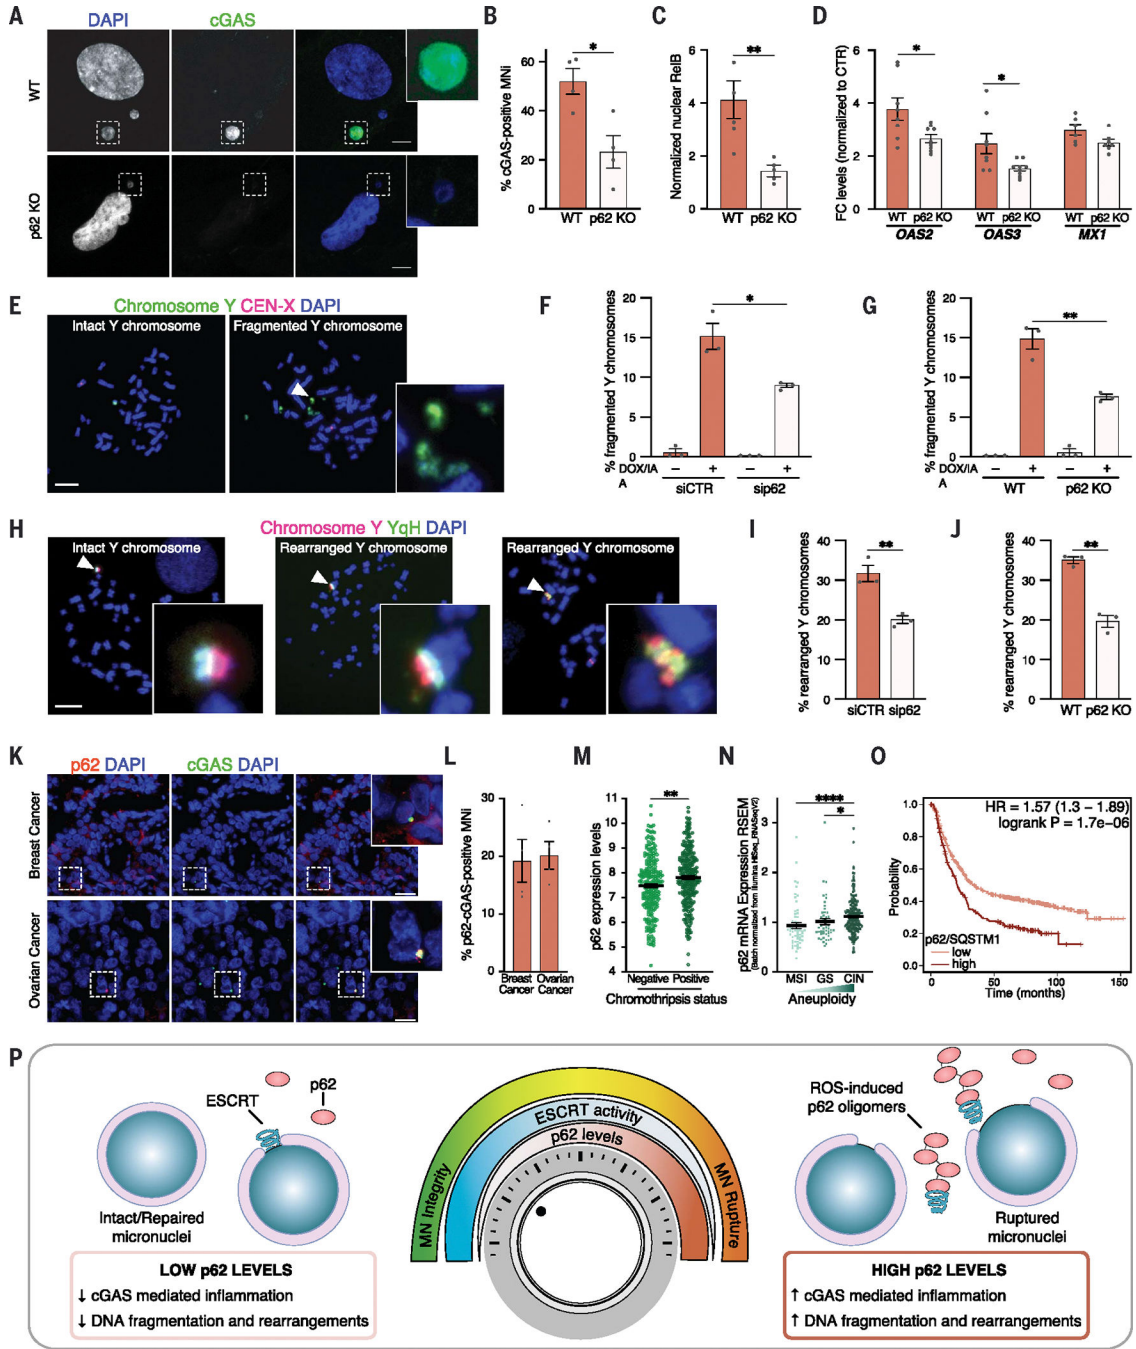 A
DAPI
cGAS
WT
p62 KO
B
% cGAS-positive MNi
60
40
20
0
*
WT p62 KO
C
Normalized nuclear RelB
6
4
2
0
**
WT p62 KO
D
FC levels (normalized to CTR)
6
4
2
0
*
*
WT p62 KO WT p62 KO WT p62 KO
OAS2 OAS3 MX1
E
Chromosome Y CEN-X DAPI
Intact Y chromosome
Fragmented Y chromosome
F
% fragmented Y chromosomes
20
15
10
5
0
*
% DOX/IA
A
– + – +
siCTR sip62
G
% fragmented Y chromosomes
20
15
10
5
0
**
% DOX/IA
A
– + – +
WT p62 KO
H
Chromosome Y YqH DAPI
Intact Y chromosome
Rearranged Y chromosome
Rearranged Y chromosome
I
% rearranged Y chromosomes
40
30
20
30
0
**
siCTR sip62
J
% rearranged Y chromosomes
40
30
20
30
0
**
WT p62 KO
K
p62 DAPI
cGAS DAPI
Breast Cancer
Ovarian Cancer
L
% p62-cGAS-positive MNi
30
20
10
0
Breast Ovarian
Cancer Cancer
M
p62 expression levels
11
10
9
8
7
6
5
4
**
Negative Positive
Chromothripsis status
N
p62 mRNA Expression RSEM
(Batch normalized from Illumina HiSeq_RNASeqV2)
4
3
2
1
0
****
*
MSI GS CIN
Aneuploidy
O
HR = 1.57 (1.3 – 1.89)
logrank P = 1.7e-06
Probability
1.0
0.8
0.6
0.4
0.2
0.0
p62/SQSTM1
low
high
0 50 100 150
Time (months)
P
ESCRT
p62
Intact/Repaired
micronuclei
LOW p62 LEVELS
↓ cGAS mediated inflammation
↓ DNA fragmentation and rearrangements
MN Integrity
MN Rupture
ESCRT activity
p62 levels
ROS-induced
p62 oligomers
Ruptured
micronuclei
HIGH p62 LEVELS
↑ cGAS mediated inflammation
↑ DNA fragmentation and rearrangements